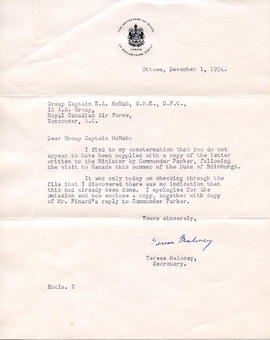 Ottawa, December 1, 1954.
Group Captain E.A. McNab, O.B.E., D.F.C.,
12 A.D. Group,
Royal Canadian Air Force,
Vancouver, B.C.
Dear Group Captain McNab:
I find to my consternation that you do not
appear to have been supplied with a copy of the letter
written to the Minister by Commander Parker, following
the visit to Canada this summer of the Duke of Edinburgh.
It was only today on checking through the
file that I discovered there was no indication that
this had already been done. I apologize for the
omission and now enclose a copy, together with copy
of Mr. Pinard's reply to Commander Parker.
Yours sincerely,
Teresa Maloney
Teresa Maloney,
Secretary.
Encls. 2